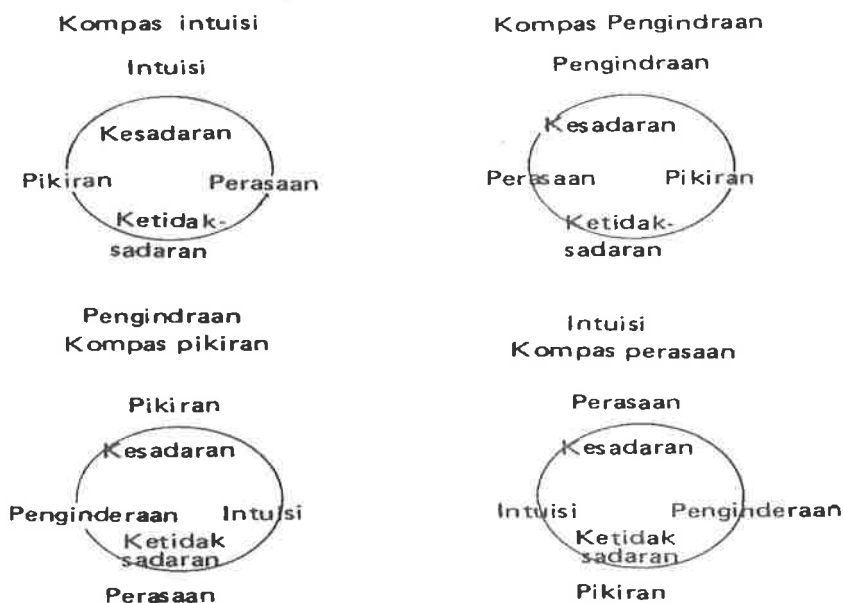 Kompas intuisi
Intuisi
Kesadaran
Pikiran Perasaan
Ketidak-
sadaran
Pengindraan
Kompas Pengindraan
Pengindraan
Kesadaran
Perasaan Pikiran
Ketidak-
sadaran
Intuisi
Kompas pikiran
Pikiran
Kesadaran
Penginderaan Intuisi
Ketidak
sadaran
Perasaan
Kompas perasaan
Perasaan
Kesadaran
Intuisi Penginderaan
Ketidak
sadaran
Pikiran